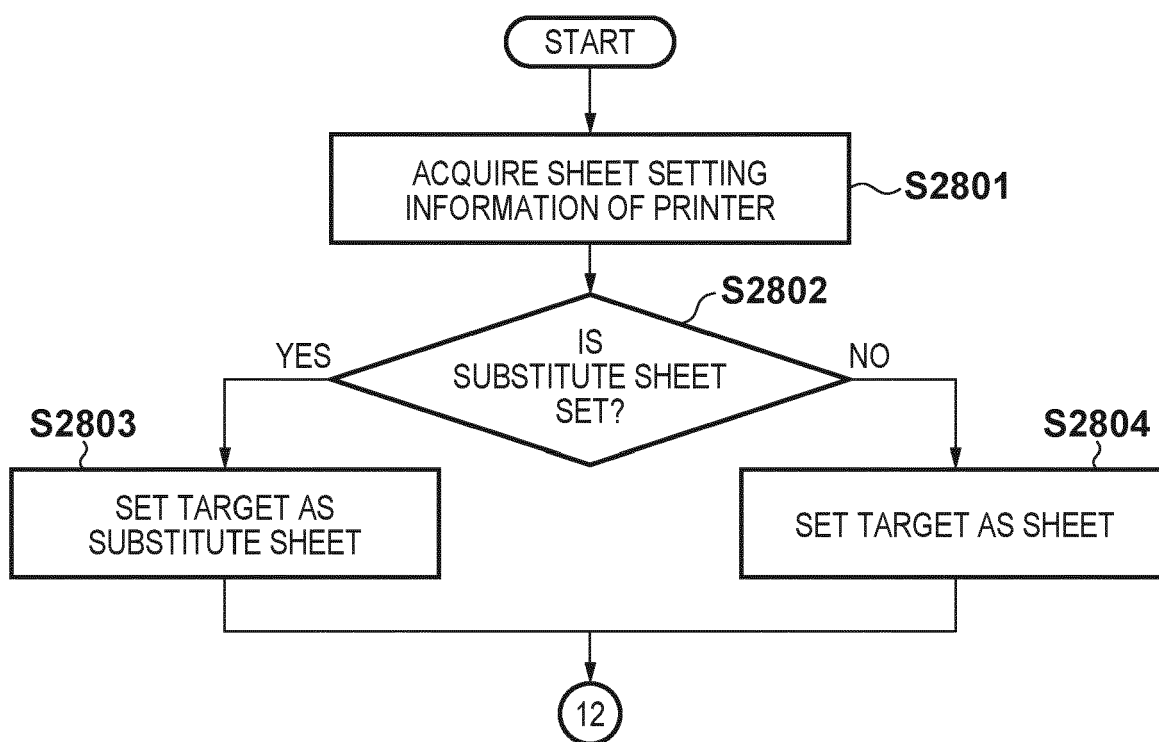 START
ACQUIRE SHEET SETTING
INFORMATION OF PRINTER
S2801
S2802
IS
SUBSTITUTE SHEET
SET?
YES
NO
S2803
S2804
SET TARGET AS
SUBSTITUTE SHEET
SET TARGET AS SHEET
12